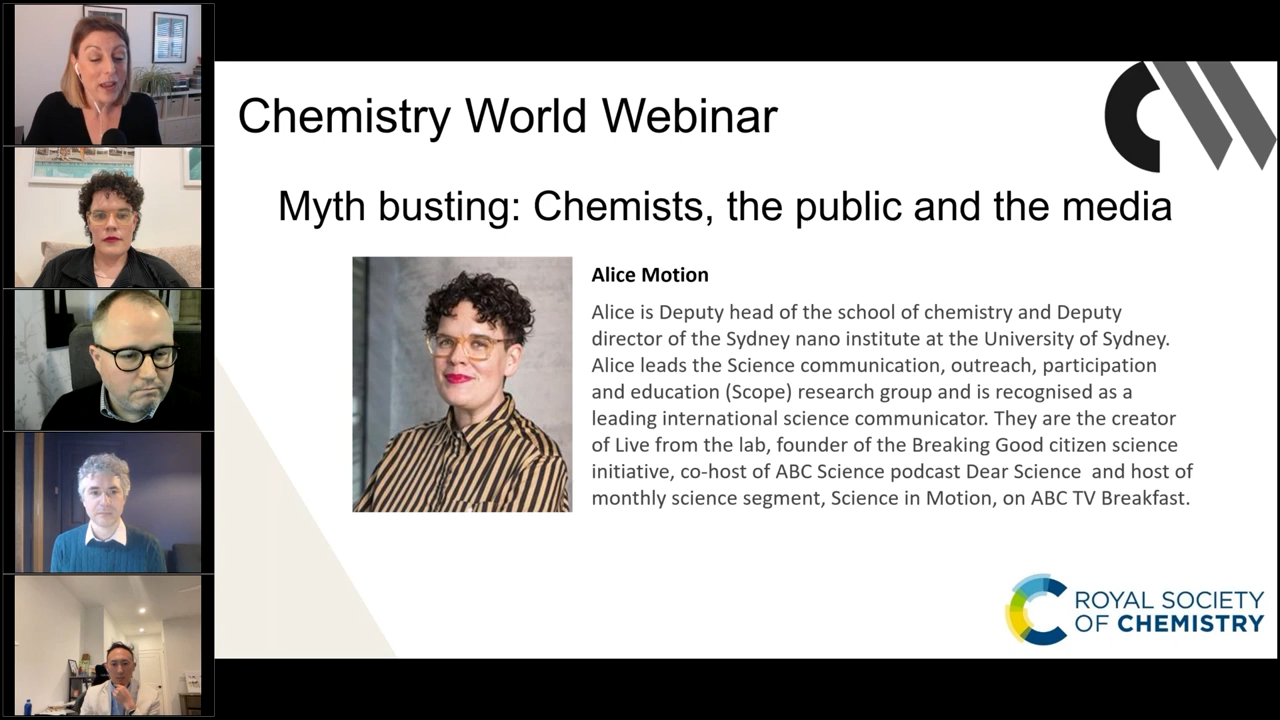 Chemistry World Webinar
Myth busting: Chemists, the public and the media
Alice Motion
Alice is Deputy head of the school of chemistry and Deputy
director of the Sydney nano institute at the University of Sydney.
Alice leads the Science communication, outreach, participation
and education (Scope) research group and is recognised as a
leading international science communicator. They are the creator
of Live from the lab, founder of the Breaking Good citizen science
initiative, co-host of ABC Science podcast Dear Science and host of
monthly science segment, Science in Motion, on ABC TV Breakfast.
ROYAL SOCIETY
OF CHEMISTRY